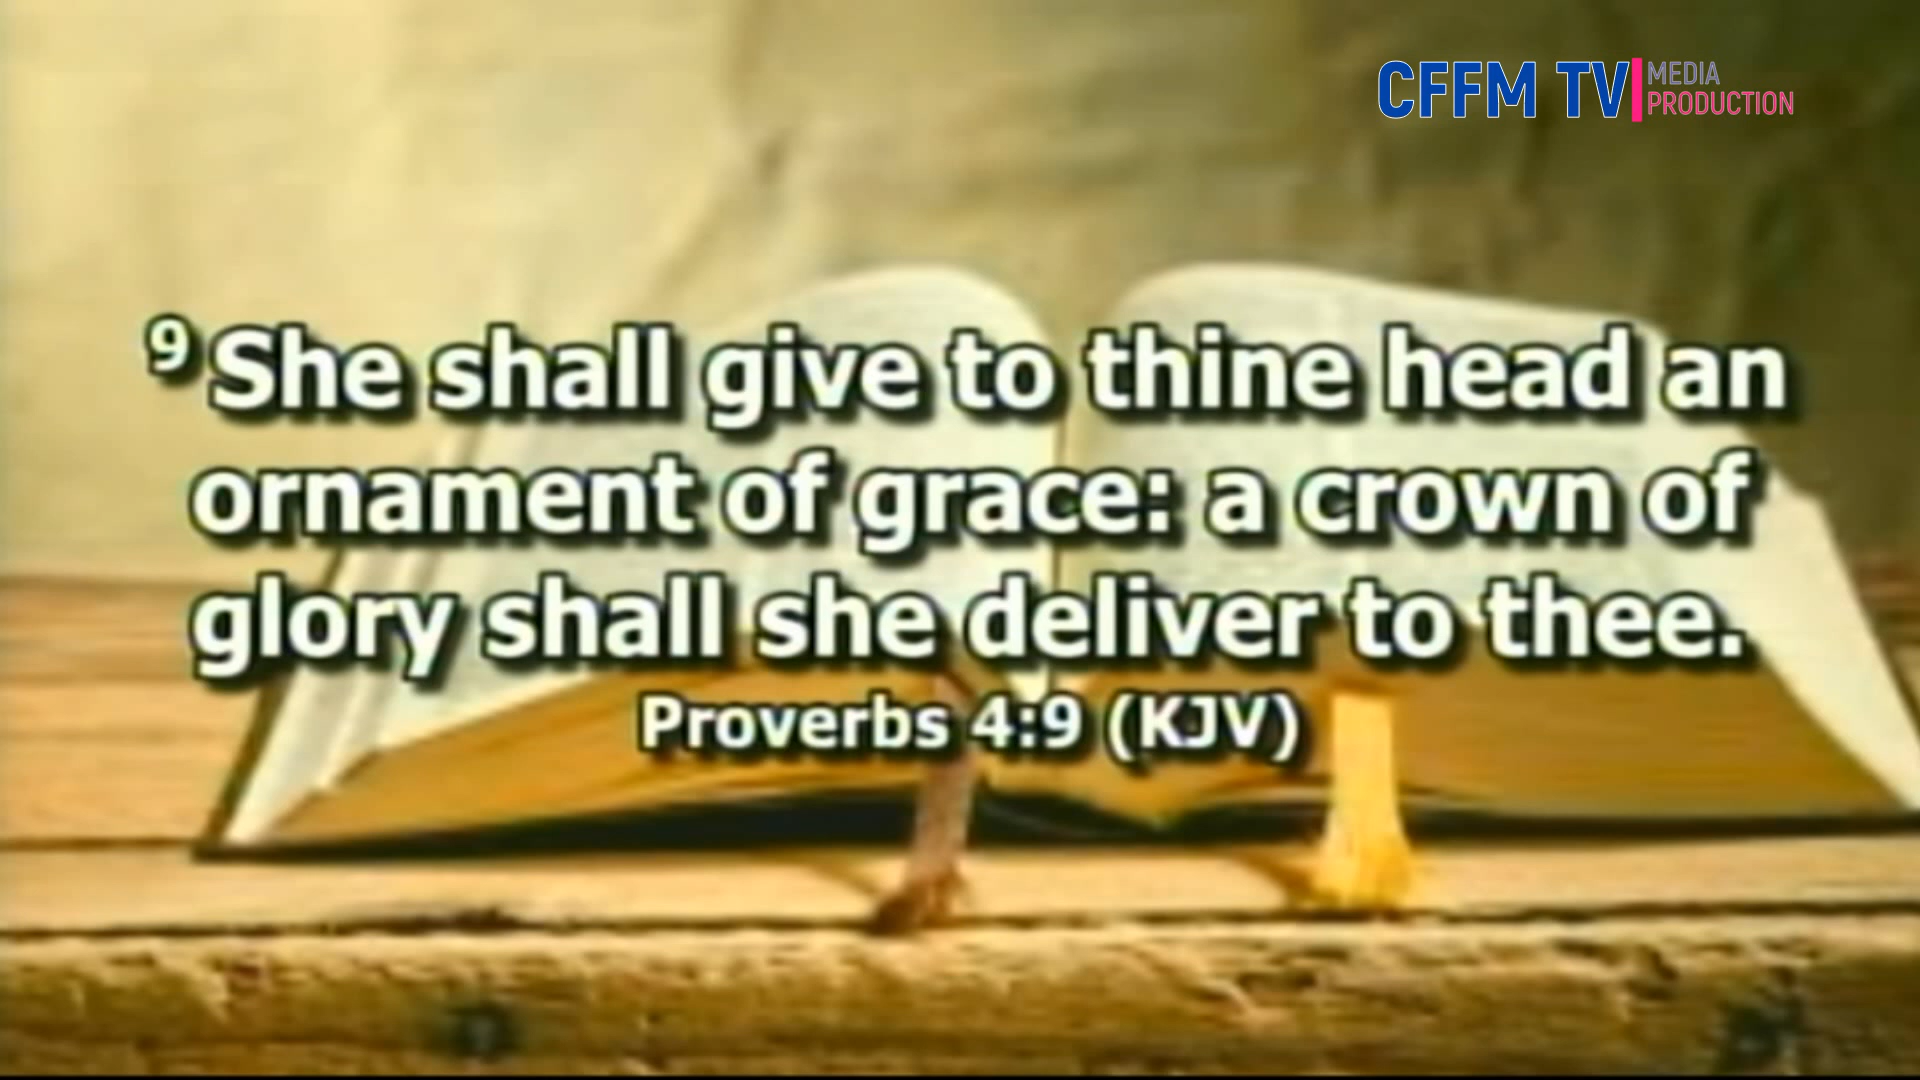 CFFM TV
MEDIA
PRODUCTION
9 She shall give to thine head an
ornament of grace: a crown of
glory shall she deliver to thee.
Proverbs 4:9 (KJV)